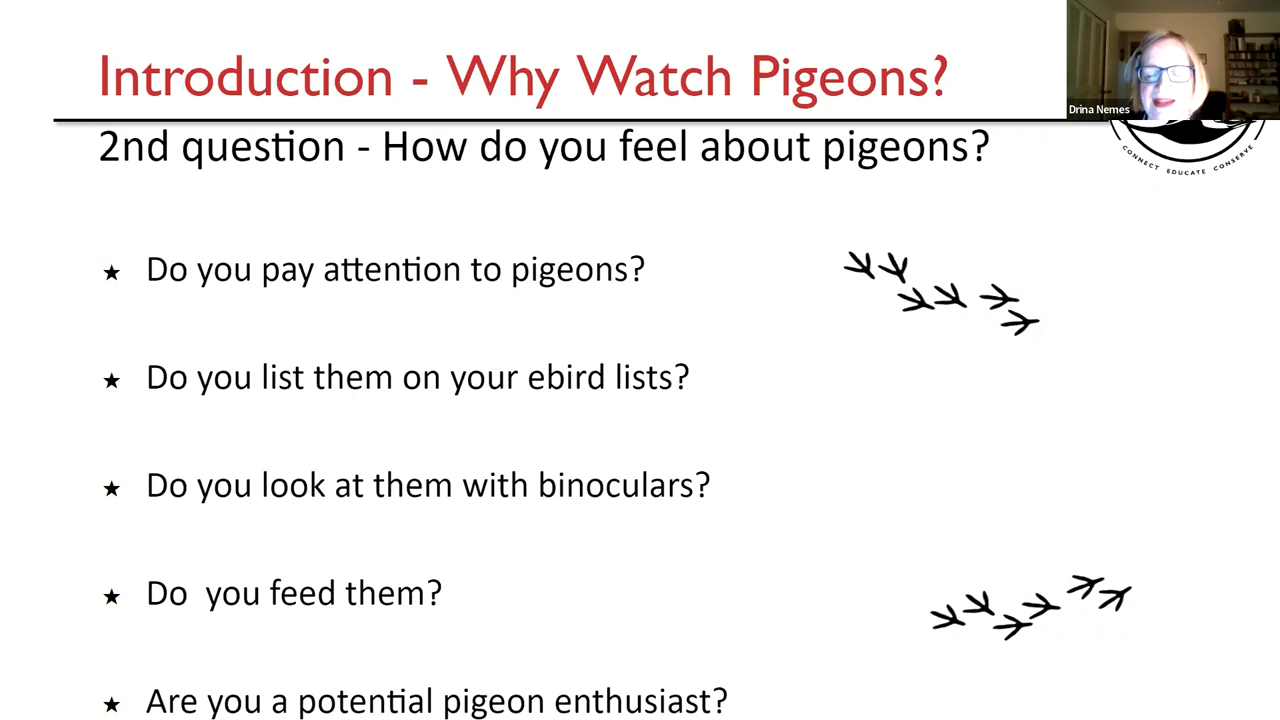 Introduction - Why Watch Pigeons?
Drina Nemes
2nd question - How do you feel about pigeons?
CONNECT EDUCATE CONSERVE
★ Do you pay attention to pigeons?
★ Do you list them on your ebird lists?
★ Do you look at them with binoculars?
★ Do  you feed them?
★ Are you a potential pigeon enthusiast?